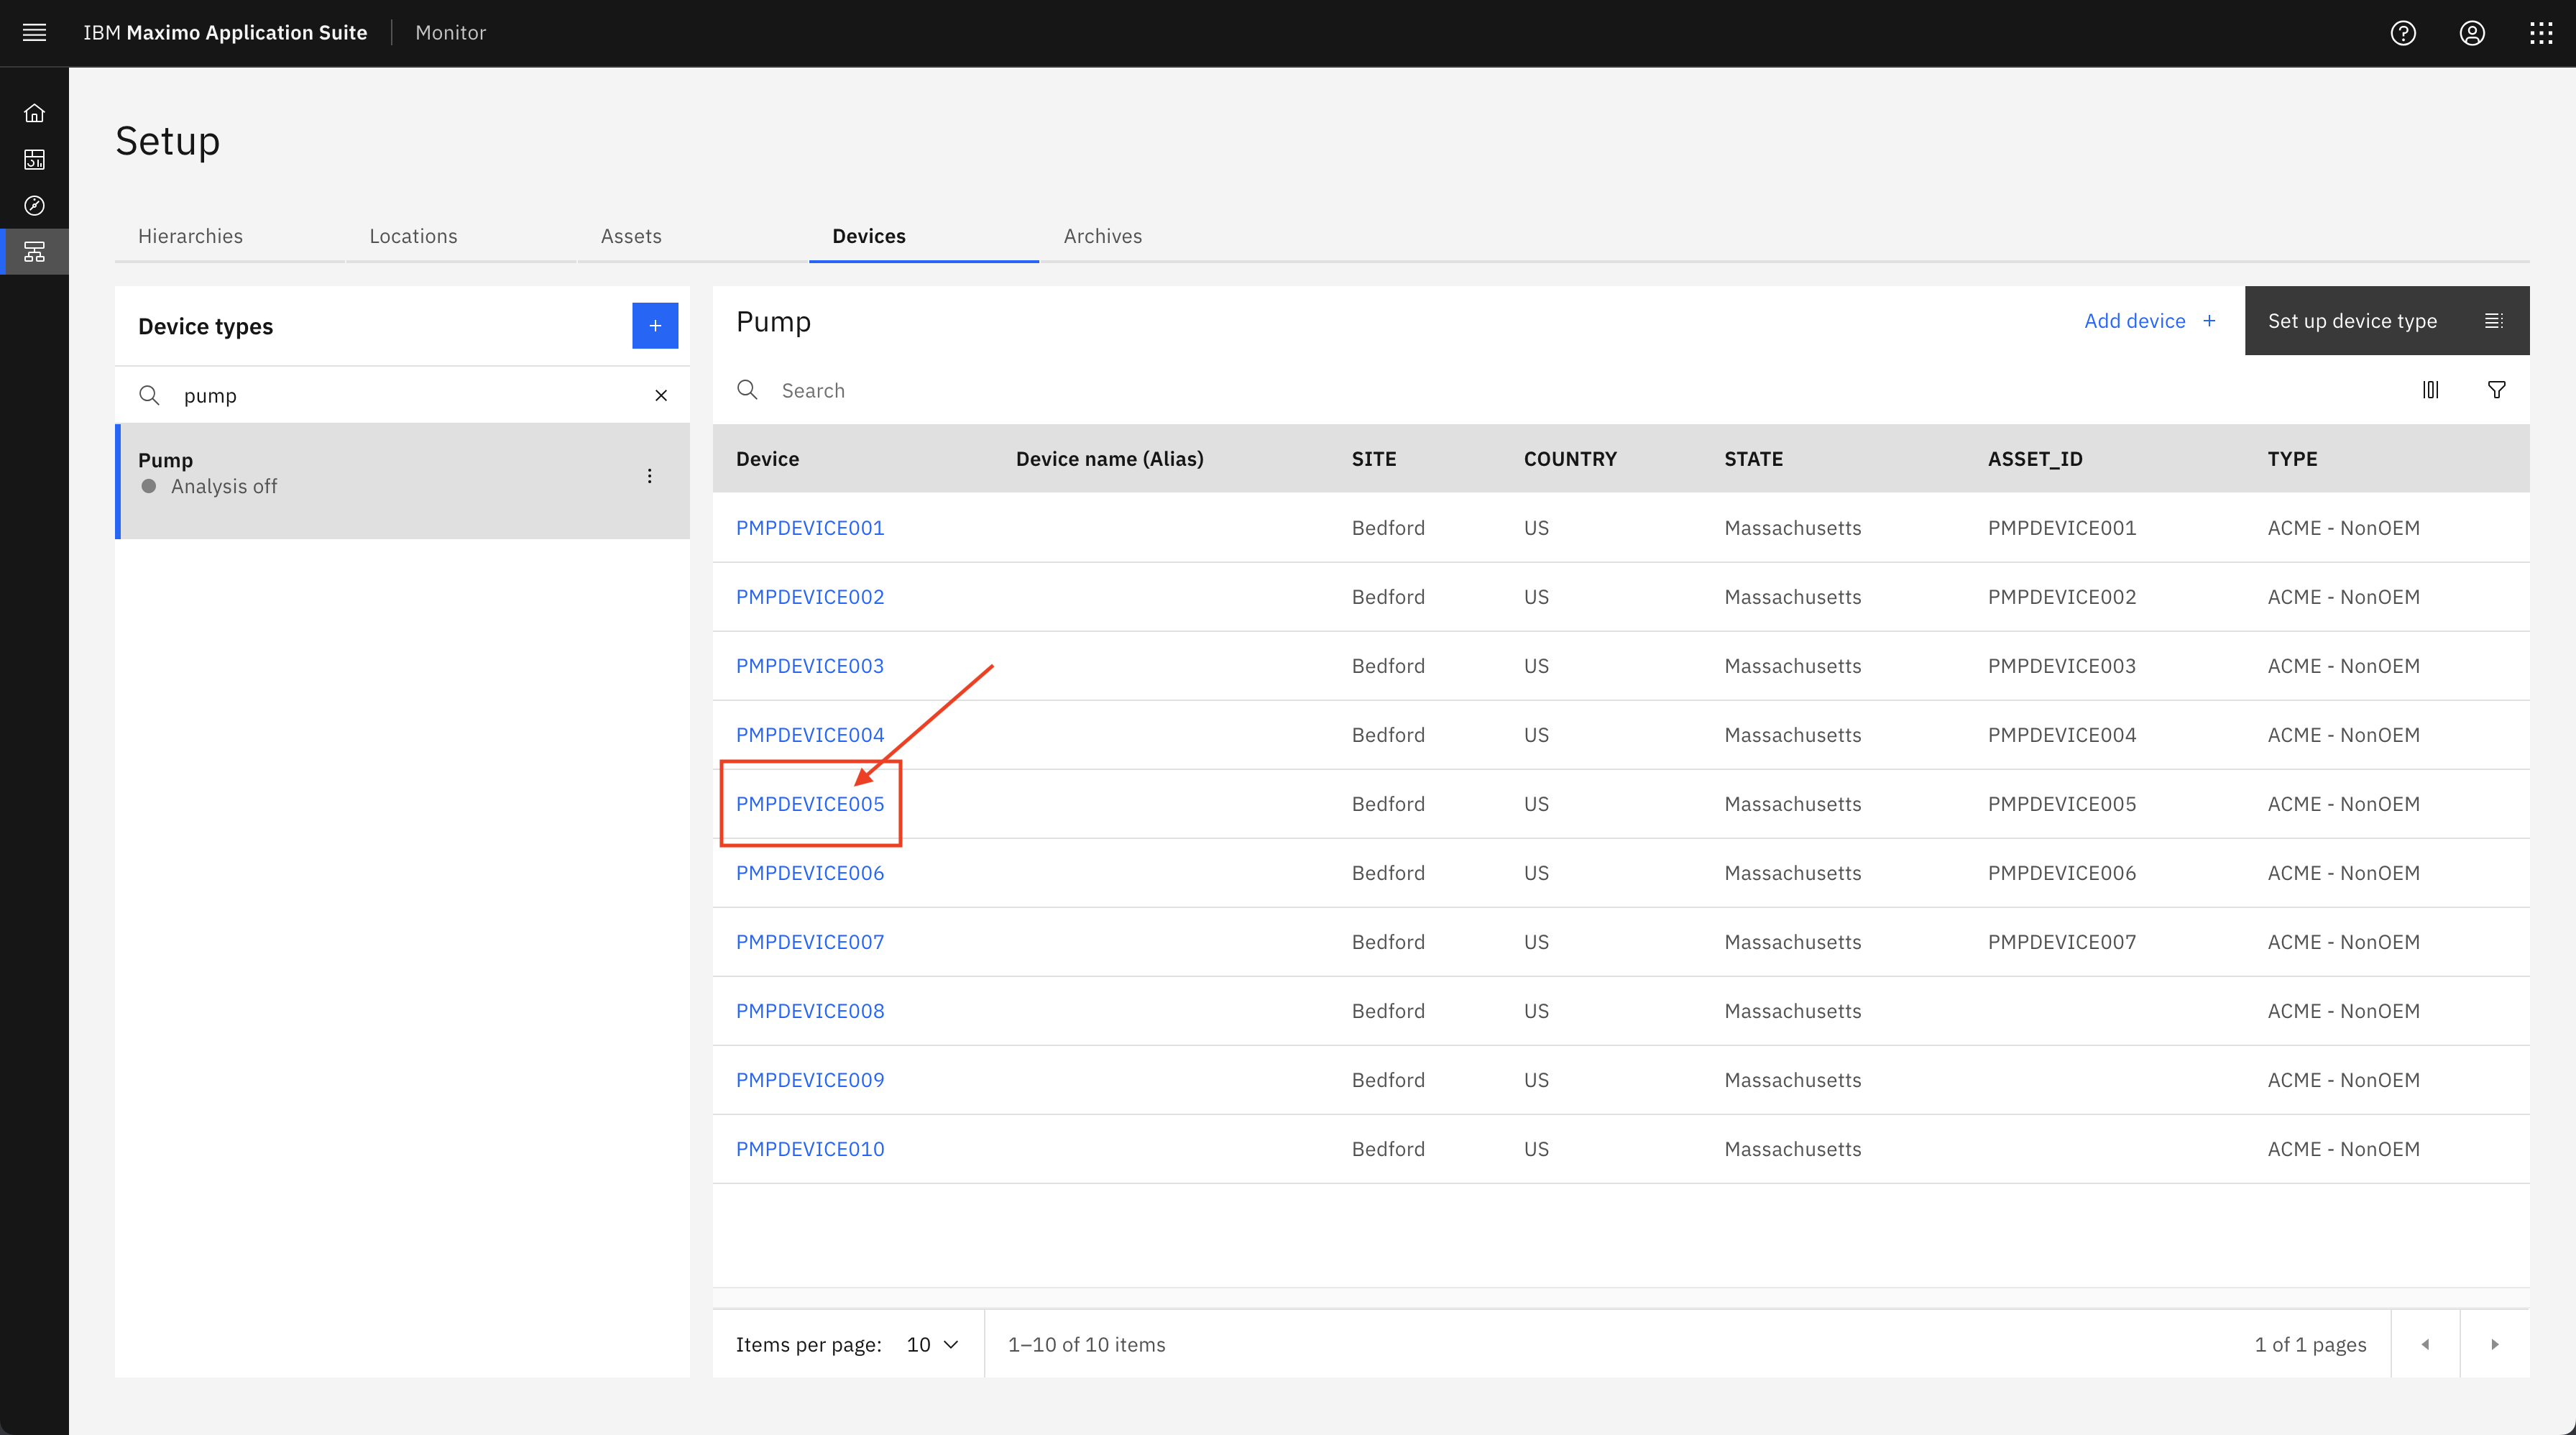 IBM Maximo Application Suite Monitor
Setup
Hierarchies Locations Assets Devices Archives
Device types +
pump
Pump
Analysis off
Pump Add device + Set up device type
Search
Device Device name (Alias) SITE COUNTRY STATE ASSET_ID TYPE
PMPDEVICE001 Bedford US Massachusetts PMPDEVICE001 ACME - NonOEM
PMPDEVICE002 Bedford US Massachusetts PMPDEVICE002 ACME - NonOEM
PMPDEVICE003 Bedford US Massachusetts PMPDEVICE003 ACME - NonOEM
PMPDEVICE004 Bedford US Massachusetts PMPDEVICE004 ACME - NonOEM
PMPDEVICE005 Bedford US Massachusetts PMPDEVICE005 ACME - NonOEM
PMPDEVICE006 Bedford US Massachusetts PMPDEVICE006 ACME - NonOEM
PMPDEVICE007 Bedford US Massachusetts PMPDEVICE007 ACME - NonOEM
PMPDEVICE008 Bedford US Massachusetts ACME - NonOEM
PMPDEVICE009 Bedford US Massachusetts ACME - NonOEM
PMPDEVICE010 Bedford US Massachusetts ACME - NonOEM
Items per page: 10 1–10 of 10 items 1 of 1 pages